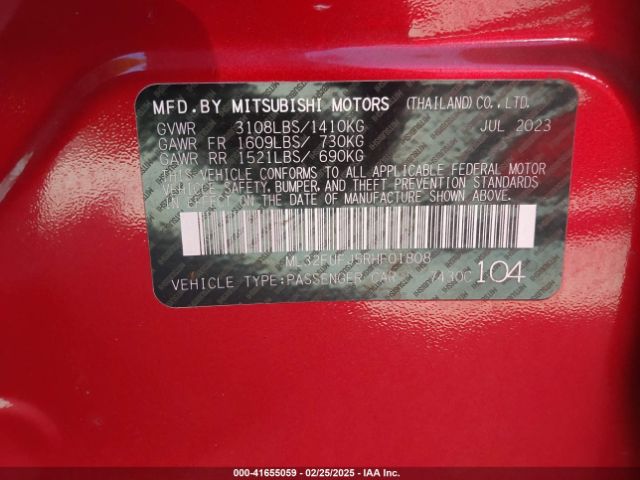 MFD. BY MITSUBISHI MOTORS (THAILAND) CO., LTD.
GVWR 3108LBS/1410KG JUL 2023
GAWR FR 1609LBS/ 730KG
GAWR RR 1521LBS/ 690KG
THIS VEHICLE CONFORMS TO ALL APPLICABLE FEDERAL MOTOR
VEHICLE SAFETY, BUMPER, AND THEFT PREVENTION STANDARDS
IN EFFECT ON THE DATE OF MANUFACTURE SHOWN ABOVE.
ML32FUFJ5RHF01808
VEHICLE TYPE:PASSENGER CAR 7430C 104
000-41655059 — 02/25/2025 — IAA Inc.